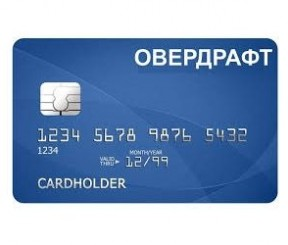 ОВЕРДРАФТ
1234 5678 9876 5432
1234
MONTH/YEAR
VALID THRU 12/99
CARDHOLDER